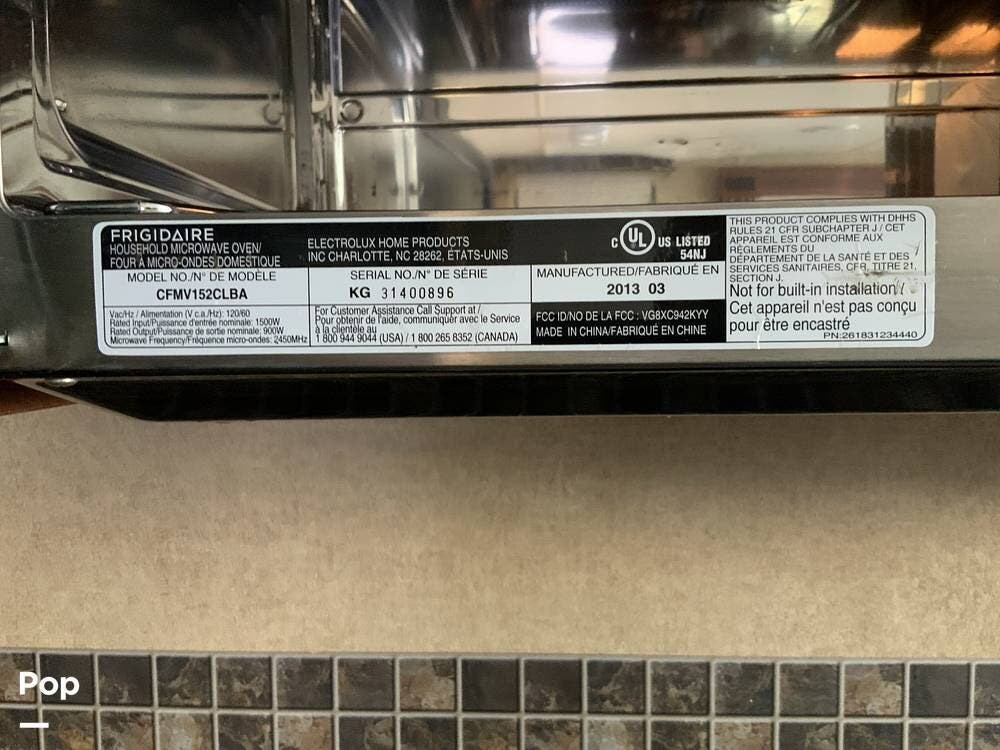 FRIGIDAIRE
HOUSEHOLD MICROWAVE OVEN/
FOUR À MICRO-ONDES DOMESTIQUE
ELECTROLUX HOME PRODUCTS
INC CHARLOTTE, NC 28262, ÉTATS-UNIS
C UL US LISTED
54NJ
MODEL NO./N° DE MODÈLE
CFMV152CLBA
SERIAL NO./N° DE SÉRIE
KG 31400896
MANUFACTURED/FABRIQUÉ EN
2013 03
Vac/Hz / Alimentation (V c.a./Hz): 120/60
Rated Input/Puissance d'entrée nominale: 1500W
Rated Output/Puissance de sortie nominale: 900W
Microwave Frequency/Fréquence micro-ondes: 2450MHz
For Customer Assistance Call Support at /
Pour obtenir de l'aide, communiquer avec le Service
à la clientèle au
1 800 944 9044 (USA) / 1 800 265 8352 (CANADA)
FCC ID/NO DE LA FCC : VG8XC942KYY
MADE IN CHINA/FABRIQUÉ EN CHINE
THIS PRODUCT COMPLIES WITH DHHS
RULES 21 CFR SUBCHAPTER J / CET
APPAREIL EST CONFORME AUX
RÈGLEMENTS DU
DÉPARTEMENT DE LA SANTÉ ET DES
SERVICES SANITAIRES, CFR, TITRE 21,
SECTION J.
Not for built-in installation /
Cet appareil n'est pas conçu
pour être encastré
PN:261831234440
Pop